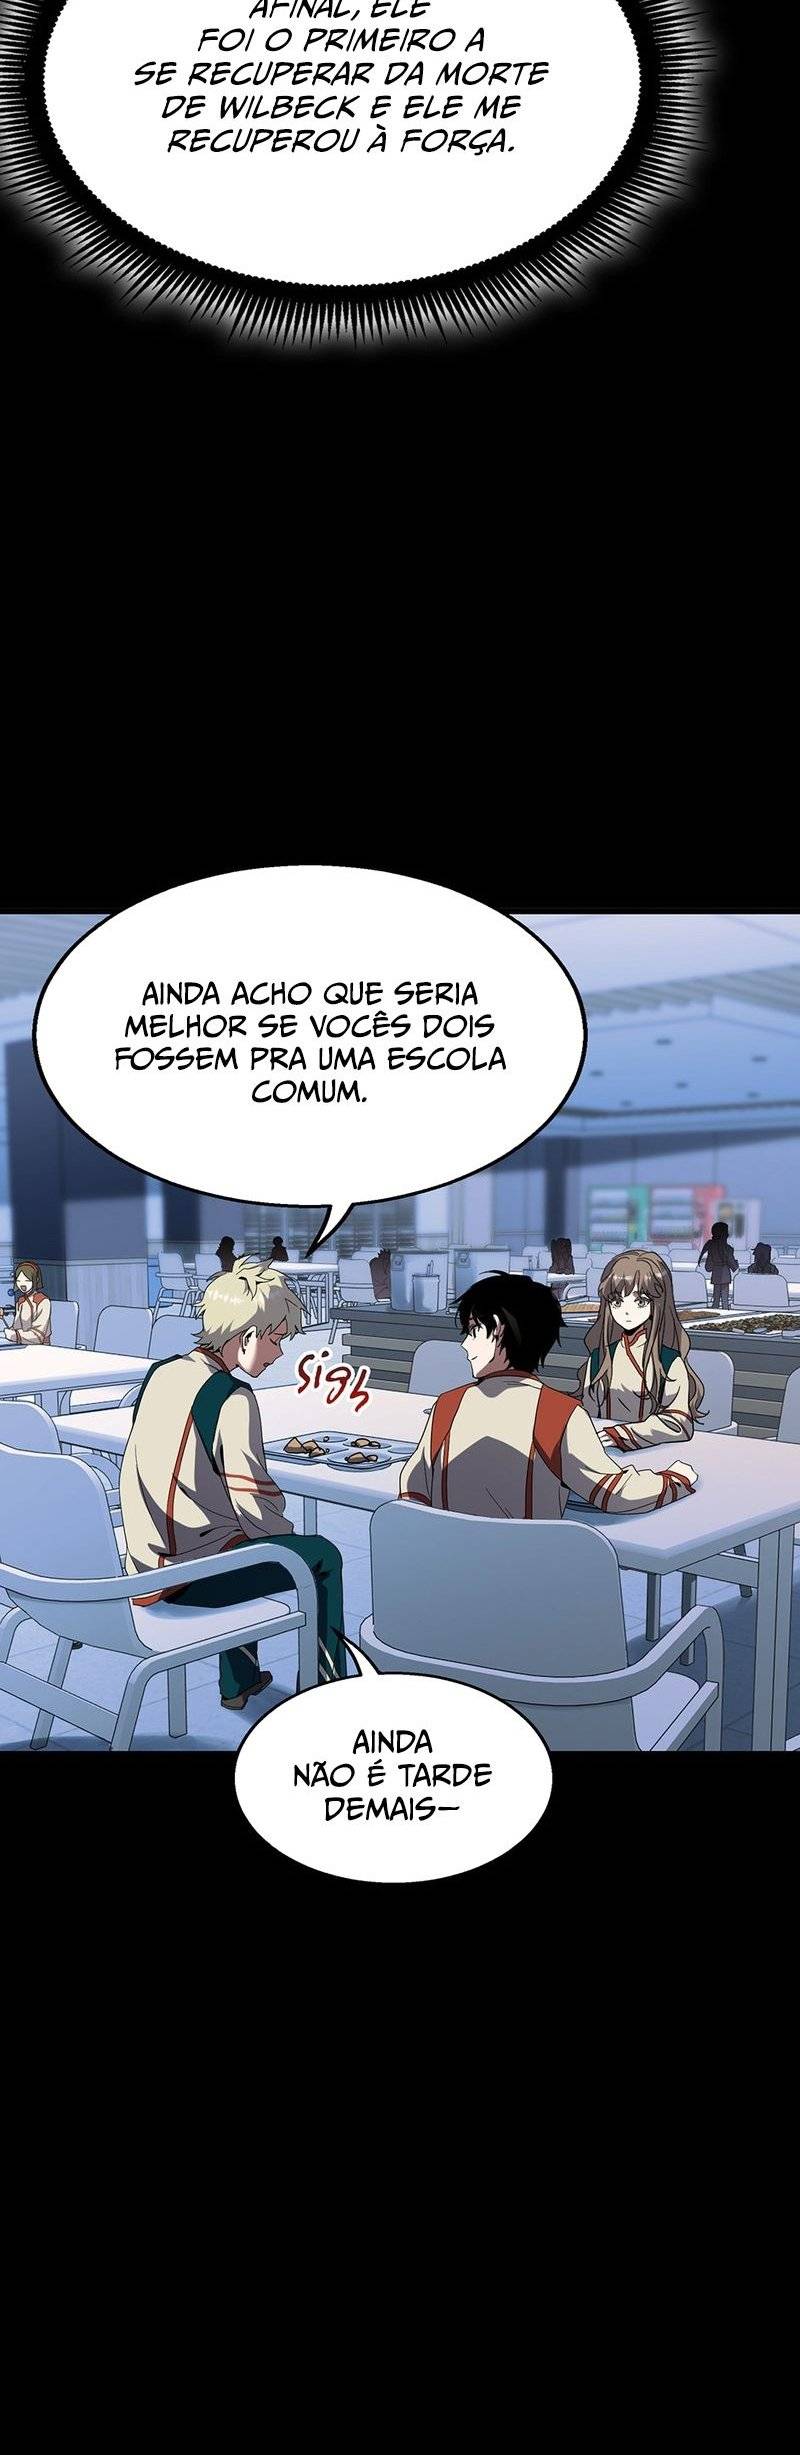 AFINAL, ELE
FOI O PRIMEIRO A
SE RECUPERAR DA MORTE
DE WILBECK E ELE ME
RECUPEROU À FORÇA.
AINDA ACHO QUE SERIA
MELHOR SE VOCÊS DOIS
FOSSEM PRA UMA ESCOLA
COMUM.
sigh
AINDA
NÃO É TARDE
DEMAIS—